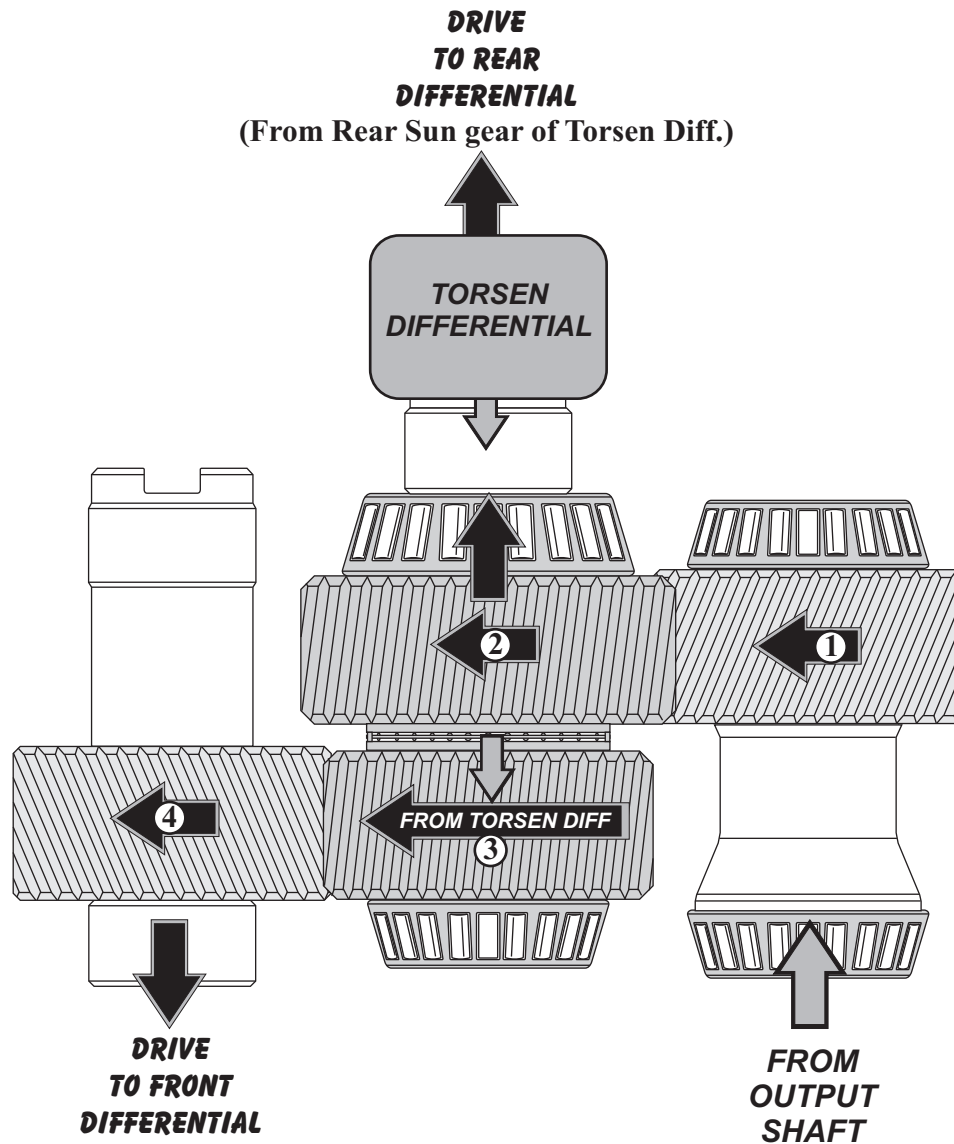 DRIVE
TO REAR
DIFFERENTIAL
(From Rear Sun gear of Torsen Diff.)
TORSEN
DIFFERENTIAL
2
1
4
FROM TORSEN DIFF
3
DRIVE
TO FRONT
DIFFERENTIAL
FROM
OUTPUT
SHAFT